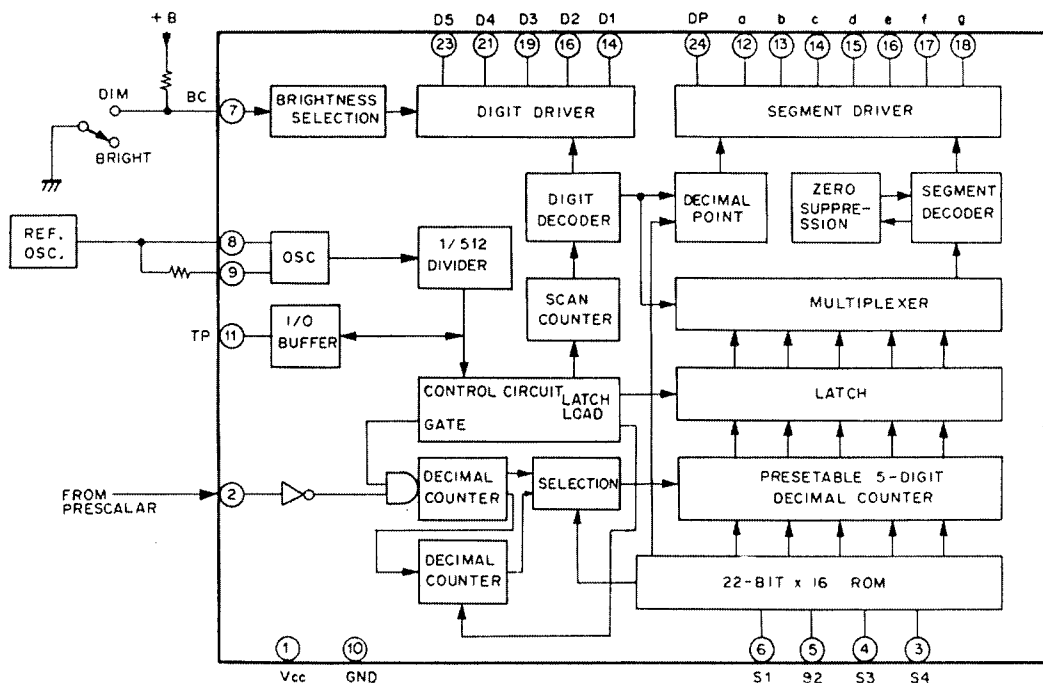 +B
D5 D4 D3 D2 D1 DP a b c d e f g
23 21 19 16 14 24 12 13 14 15 16 17 18
DIM
BC
7
BRIGHTNESS
SELECTION
DIGIT DRIVER
SEGMENT DRIVER
BRIGHT
DIGIT
DECODER
DECIMAL
POINT
ZERO
SUPPRE-
SSION
SEGMENT
DECODER
REF.
OSC.
8
9
OSC
1/512
DIVIDER
SCAN
COUNTER
MULTIPLEXER
TP
11
I/O
BUFFER
CONTROL CIRCUIT
LATCH
LOAD
GATE
LATCH
FROM
PRESCALAR
2
DECIMAL
COUNTER
SELECTION
PRESETABLE 5-DIGIT
DECIMAL COUNTER
DECIMAL
COUNTER
22-BIT x 16 ROM
1 10 6 5 4 3
Vcc GND S1 92 S3 S4